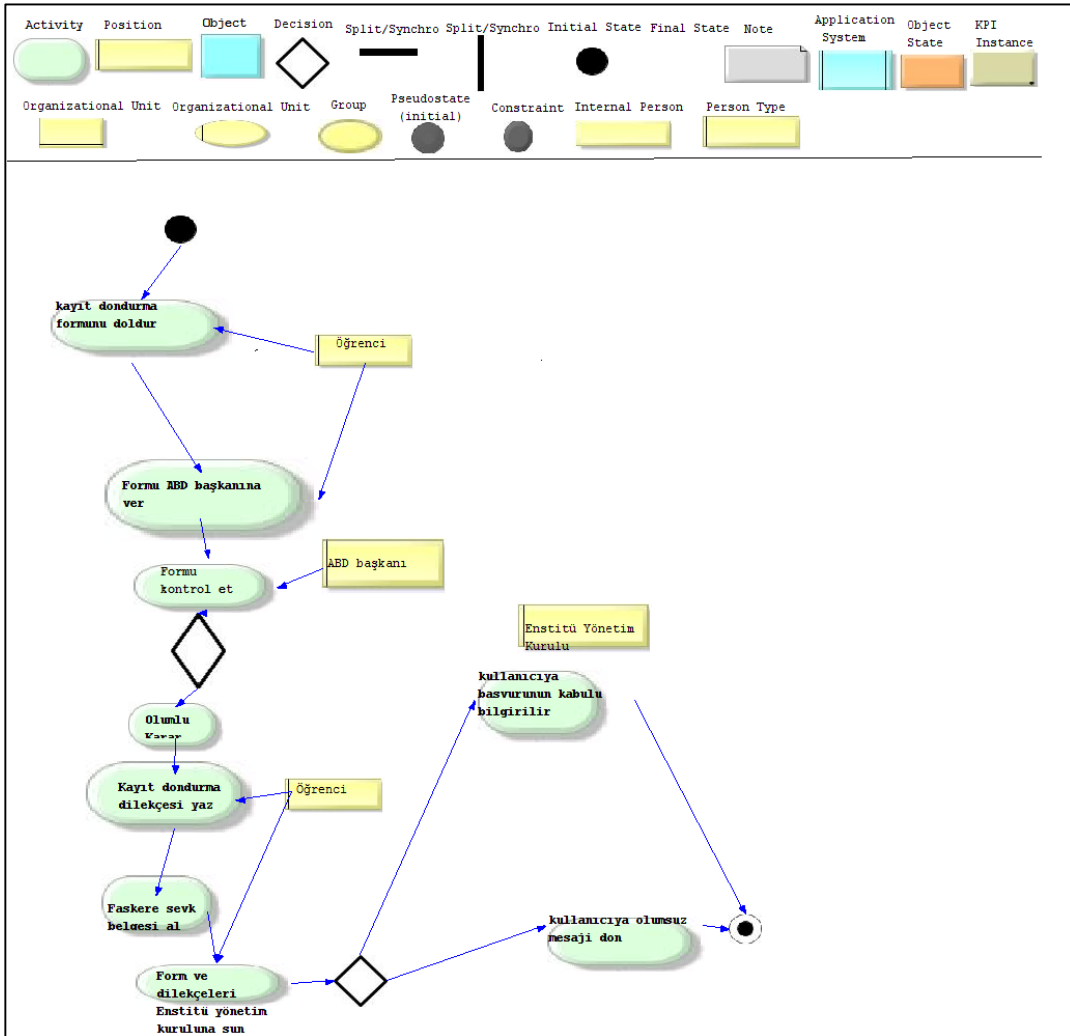 Activity
Position
Object
Decision
Split/Synchro
Split/Synchro
Initial State
Final State
Note
Application
System
Object
State
KPI
Instance
Organizational Unit
Organizational Unit
Group
Pseudostate
(initial)
Constraint
Internal Person
Person Type
kayıt dondurma
formunu doldur
Öğrenci
Formu ABD başkanına
ver
ABD başkanı
Formu
kontrol et
Enstitü Yönetim
Kurulu
kullanıcıya
basvurunun kabulu
bilgirilir
Olumlu
Karar
Kayıt dondurma
dilekçesi yaz
Öğrenci
Faskere sevk
belgesi al
kullanıcıya olumsuz
mesaji don
Form ve
dilekçeleri
Enstitü yönetim
kuruluna sun